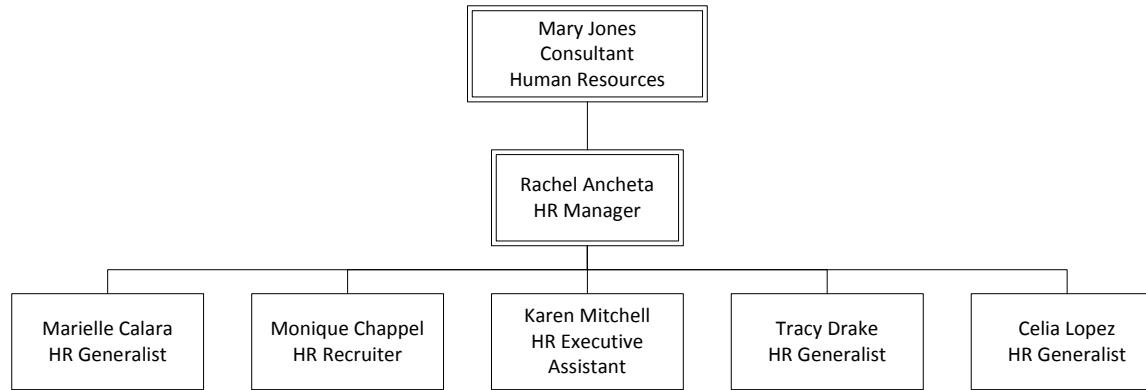 Mary Jones
Consultant
Human Resources
Rachel Ancheta
HR Manager
Marielle Calara
HR Generalist
Monique Chappel
HR Recruiter
Karen Mitchell
HR Executive
Assistant
Tracy Drake
HR Generalist
Celia Lopez
HR Generalist